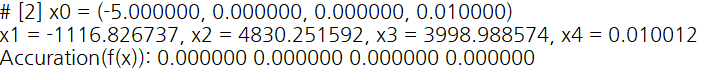 # [2] x0 = (-5.000000, 0.000000, 0.000000, 0.010000)
x1 = -1116.826737, x2 = 4830.251592, x3 = 3998.988574, x4 = 0.010012
Accuration(f(x)): 0.000000 0.000000 0.000000 0.000000